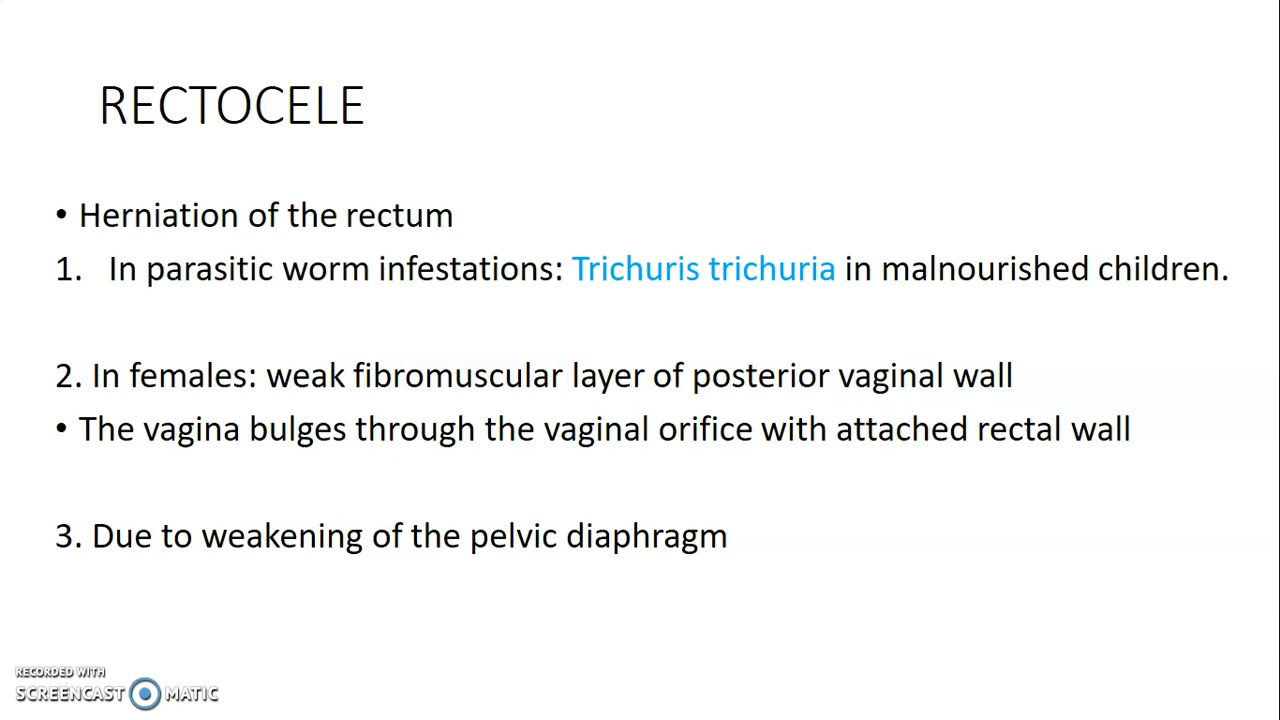 RECTOCELE
• Herniation of the rectum
1. In parasitic worm infestations: Trichuris trichuria in malnourished children.
2. In females: weak fibromuscular layer of posterior vaginal wall
• The vagina bulges through the vaginal orifice with attached rectal wall
3. Due to weakening of the pelvic diaphragm
RECORDED WITH
SCREENCAST MATIC